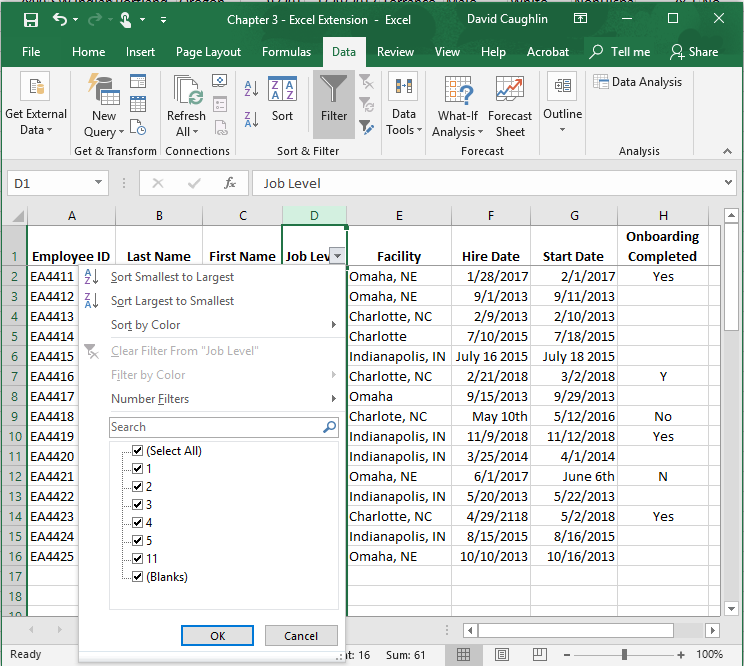 Chapter 3 - Excel Extension - Excel
David Caughlin
File Home Insert Page Layout Formulas Data Review View Help Acrobat Tell me Share
Get External
Data
New
Query
Get & Transform
Refresh
All
Connections
Sort
Filter
Sort & Filter
Data
Tools
What-If
Analysis
Forecast
Sheet
Forecast
Outline
Data Analysis
Analysis
D1 fx Job Level
A B C D E F G H
Onboarding
1 Employee ID Last Name First Name Job Lev Facility Hire Date Start Date Completed
2 EA4411 Omaha, NE 1/28/2017 2/1/2017 Yes
3 EA4412 Omaha, NE 9/1/2013 9/11/2013
4 EA4413 Charlotte, NC 2/9/2013 2/10/2013
5 EA4414 Charlotte 7/10/2015 7/18/2015
6 EA4415 Indianapolis, IN July 16 2015 July 18 2015
7 EA4416 Charlotte, NC 2/21/2018 3/2/2018 Y
8 EA4417 Omaha 9/15/2013 9/29/2013
9 EA4418 Charlote, NC May 10th 5/12/2016 No
10 EA4419 Indianapolis, IN 11/9/2018 11/12/2018 Yes
11 EA4420 Indianapolis, IN 3/25/2014 4/1/2014
12 EA4421 Omaha, NE 6/1/2017 June 6th N
13 EA4422 Indianapolis, IN 5/20/2013 5/22/2013
14 EA4423 Charlotte, NC 4/29/2118 5/2/2018 Yes
15 EA4424 Indianapolis, IN 8/15/2015 8/16/2015
16 EA4425 Omaha, NE 10/10/2013 10/16/2013
17
18
Sort Smallest to Largest
Sort Largest to Smallest
Sort by Color
Clear Filter From "Job Level"
Filter by Color
Number Filters
Search
(Select All)
1
2
3
4
5
11
(Blanks)
OK Cancel
Ready nt: 16 Sum: 61 100%